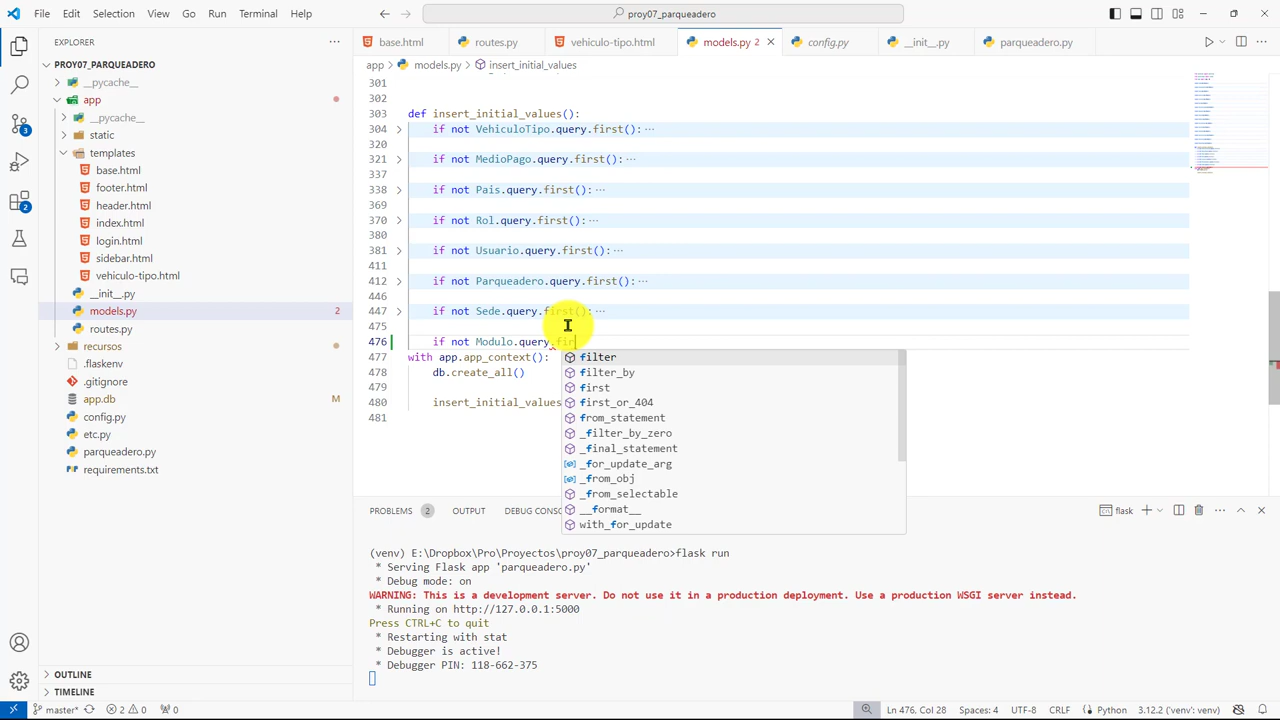 File Edit Selection View Go Run Terminal Help
proy07_parqueadero
EXPLORER
PROY07_PARQUEADERO
__pycache__
app
__pycache__
static
templates
base.html
footer.html
header.html
index.html
login.html
sidebar.html
vehiculo-tipo.html
__init__.py
models.py 2
routes.py
recursos
.flaskenv
.gitignore
app.db M
config.py
etc.py
parqueadero.py
requirements.txt
OUTLINE
TIMELINE
3
2
base.html routes.py vehiculo-tipo.html models.py 2 config.py __init__.py parqueadero.py
app > models.py > _initial_values
301
302
303 def insert_initial_values()
304 if not VehiculoTipo.query.first(): ···
320
321 if not MedioPago.query.first(): ···
337
338 if not Pais.query.first(): ···
369
370 if not Rol.query.first(): ···
380
381 if not Usuario.query.first(): ···
411
412 if not Parqueadero.query.first(): ···
446
447 if not Sede.query.first(): ···
475
476 if not Modulo.query.fir
477 with app.app_context():
478 db.create_all()
479
480 insert_initial_values
481
filter
filter_by
first
first_or_404
from_statement
_filter_by_zero
_final_statement
_for_update_arg
_from_obj
_from_selectable
__format__
with_for_update
PROBLEMS 2 OUTPUT DEBUG CONSO
flask
(venv) E:\Dropbox\Pro\Proyectos\proy07_parqueadero>flask run
* Serving Flask app 'parqueadero.py'
* Debug mode: on
WARNING: This is a development server. Do not use it in a production deployment. Use a production WSGI server instead.
* Running on http://127.0.0.1:5000
Press CTRL+C to quit
* Restarting with stat
* Debugger is active!
* Debugger PIN: 118-662-375
master* 2 0 0 Ln 476, Col 28 Spaces: 4 UTF-8 CRLF Python 3.12.2 ('venv': venv)